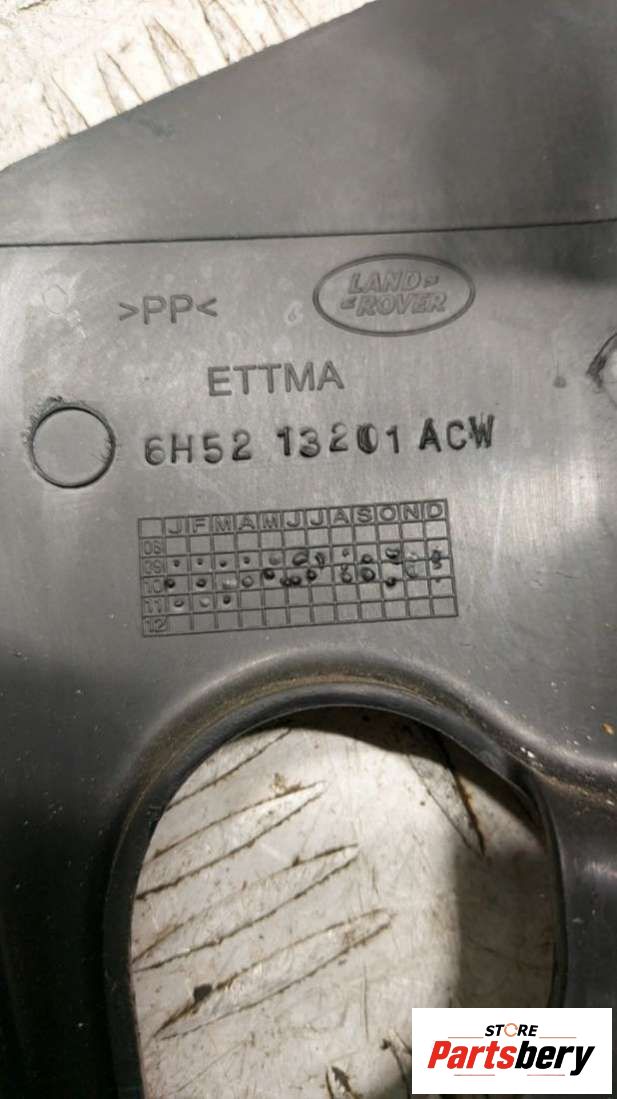 >PP<
LAND
ROVER
ETTMA
6H52 13201 ACW
J F M A M J J A S O N D
08
09
10
11
12
STORE
Partsbery